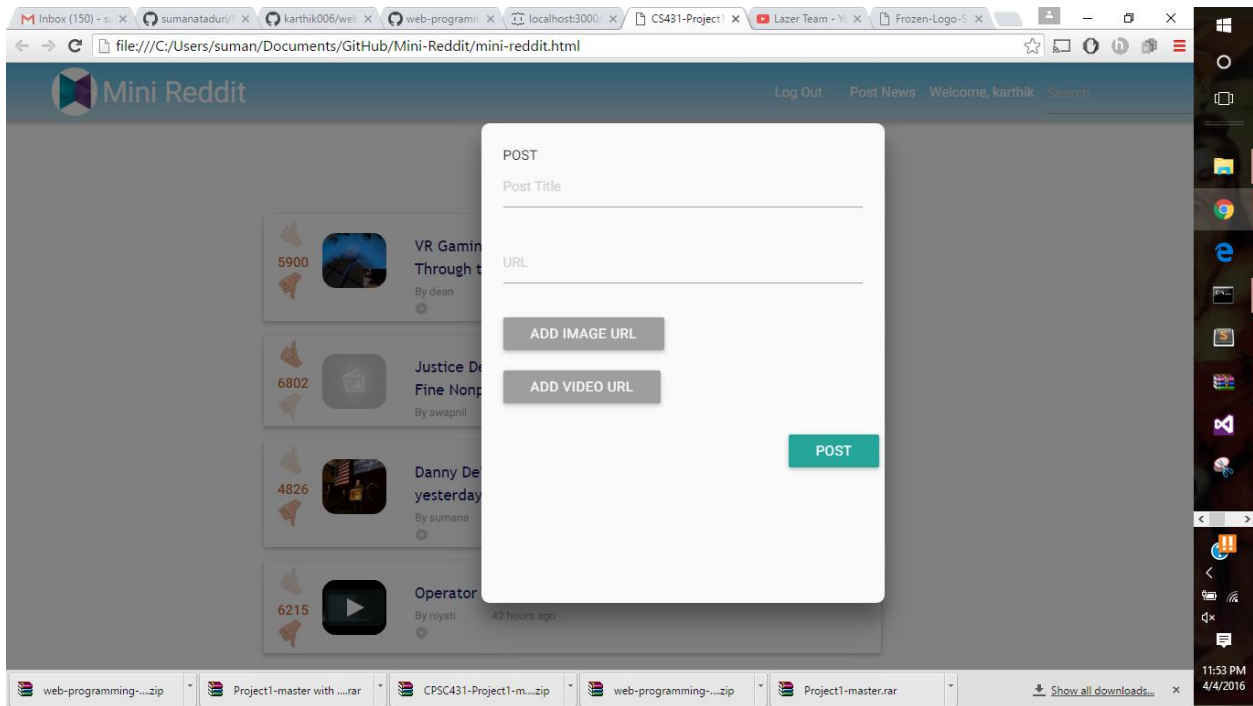 Inbox (150) - su
sumanataduri/
karthik006/web
web-programm
localhost:3000
CS431-Project1
Lazer Team - Y
Frozen-Logo-S
file:///C:/Users/suman/Documents/GitHub/Mini-Reddit/mini-reddit.html
Mini Reddit
Log Out
Post News
Welcome, karthik
Search
POST
Post Title
URL
ADD IMAGE URL
ADD VIDEO URL
POST
5900
VR Gamin
Through t
By dean
6802
Justice De
Fine Nonp
By swapnil
4826
Danny De
yesterday
By sumana
6215
Operator
By niyati
42 hours ago
web-programming-....zip
Project1-master with ....rar
CPSC431-Project1-m....zip
web-programming-....zip
Project1-master.rar
Show all downloads...
11:53 PM
4/4/2016